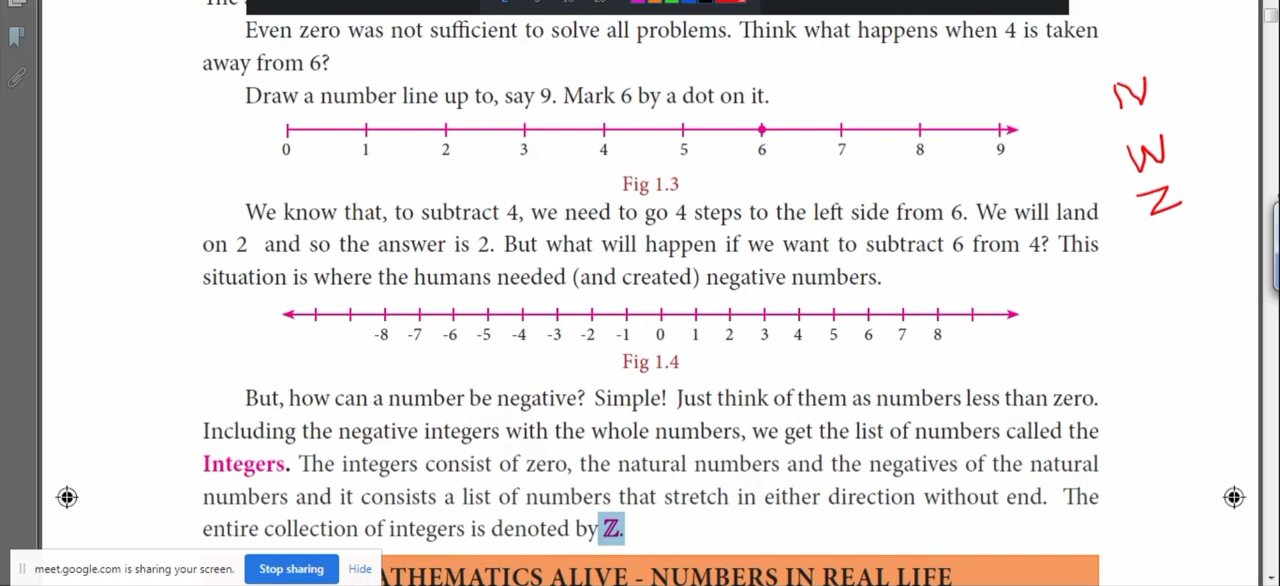 The
Even zero was not sufficient to solve all problems. Think what happens when 4 is taken
away from 6?
Draw a number line up to, say 9. Mark 6 by a dot on it.
N
0 1 2 3 4 5 6 7 8 9
W
Fig 1.3
Z
We know that, to subtract 4, we need to go 4 steps to the left side from 6. We will land
on 2 and so the answer is 2. But what will happen if we want to subtract 6 from 4? This
situation is where the humans needed (and created) negative numbers.
-8 -7 -6 -5 -4 -3 -2 -1 0 1 2 3 4 5 6 7 8
Fig 1.4
But, how can a number be negative? Simple! Just think of them as numbers less than zero.
Including the negative integers with the whole numbers, we get the list of numbers called the
Integers. The integers consist of zero, the natural numbers and the negatives of the natural
numbers and it consists a list of numbers that stretch in either direction without end. The
entire collection of integers is denoted by ℤ.
meet.google.com is sharing your screen. Stop sharing Hide
ATHEMATICS ALIVE - NUMBERS IN REAL LIFE